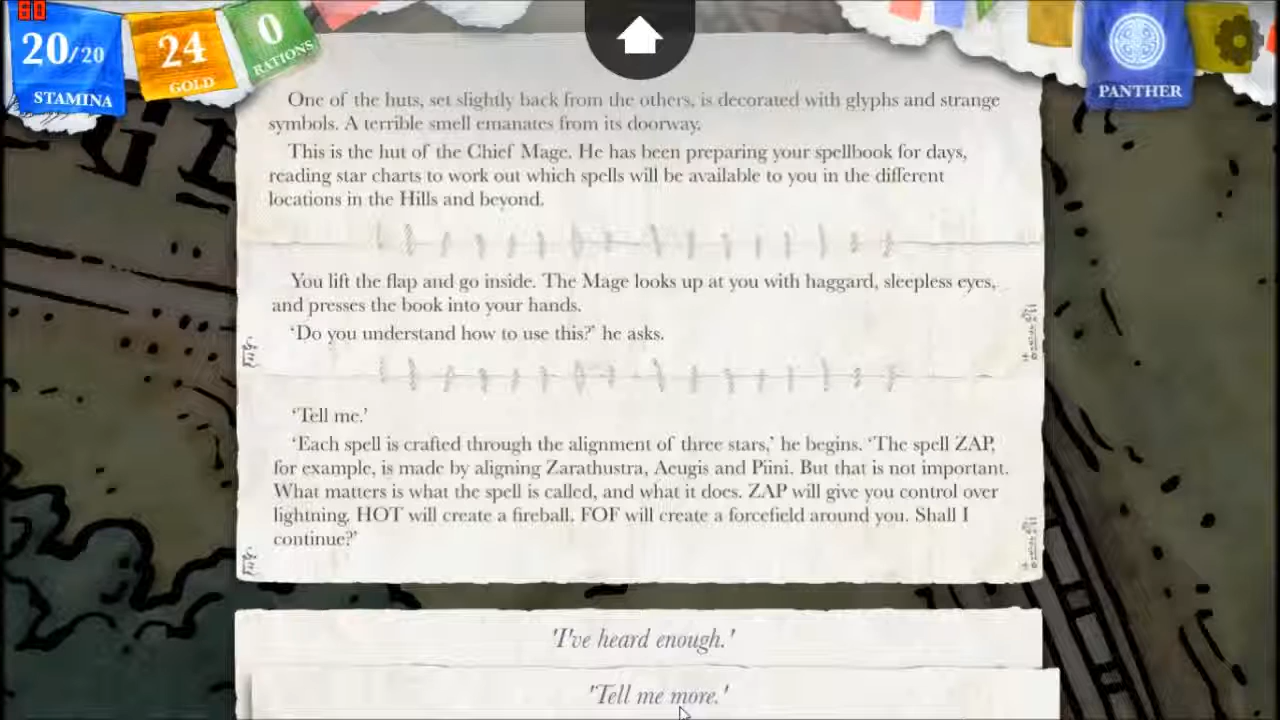 60
20/20
STAMINA
24
GOLD
0
RATIONS
PANTHER
One of the huts, set slightly back from the others, is decorated with glyphs and strange
symbols. A terrible smell emanates from its doorway.
This is the hut of the Chief Mage. He has been preparing your spellbook for days,
reading star charts to work out which spells will be available to you in the different
locations in the Hills and beyond.
You lift the flap and go inside. The Mage looks up at you with haggard, sleepless eyes,
and presses the book into your hands.
‘Do you understand how to use this?’ he asks.
‘Tell me.’
‘Each spell is crafted through the alignment of three stars,’ he begins. ‘The spell ZAP,
for example, is made by aligning Zarathustra, Aeugis and Piini. But that is not important.
What matters is what the spell is called, and what it does. ZAP will give you control over
lightning. HOT will create a fireball. FOF will create a forcefield around you. Shall I
continue?’
'I've heard enough.'
'Tell me more.'